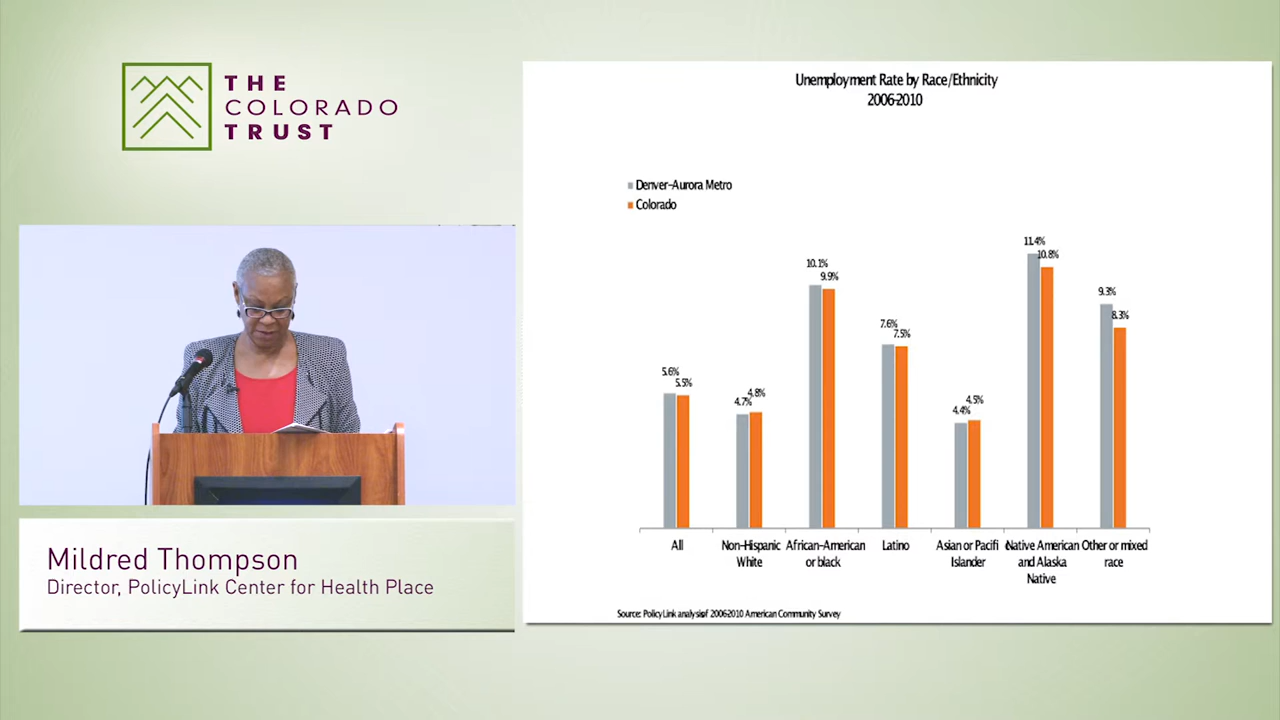 THE
COLORADO
TRUST
Mildred Thompson
Director, PolicyLink Center for Health Place
Unemployment Rate by Race/Ethnicity
2006-2010
Denver-Aurora Metro
Colorado
5.6%
5.5%
4.7%
4.8%
10.1%
9.9%
7.6%
7.5%
4.4%
4.5%
11.4%
10.8%
9.3%
8.3%
All
Non-Hispanic
White
African-American
or black
Latino
Asian or Pacifi
Islander
Native American
and Alaska
Native
Other or mixed
race
Source: PolicyLink analysis of 2006-2010 American Community Survey